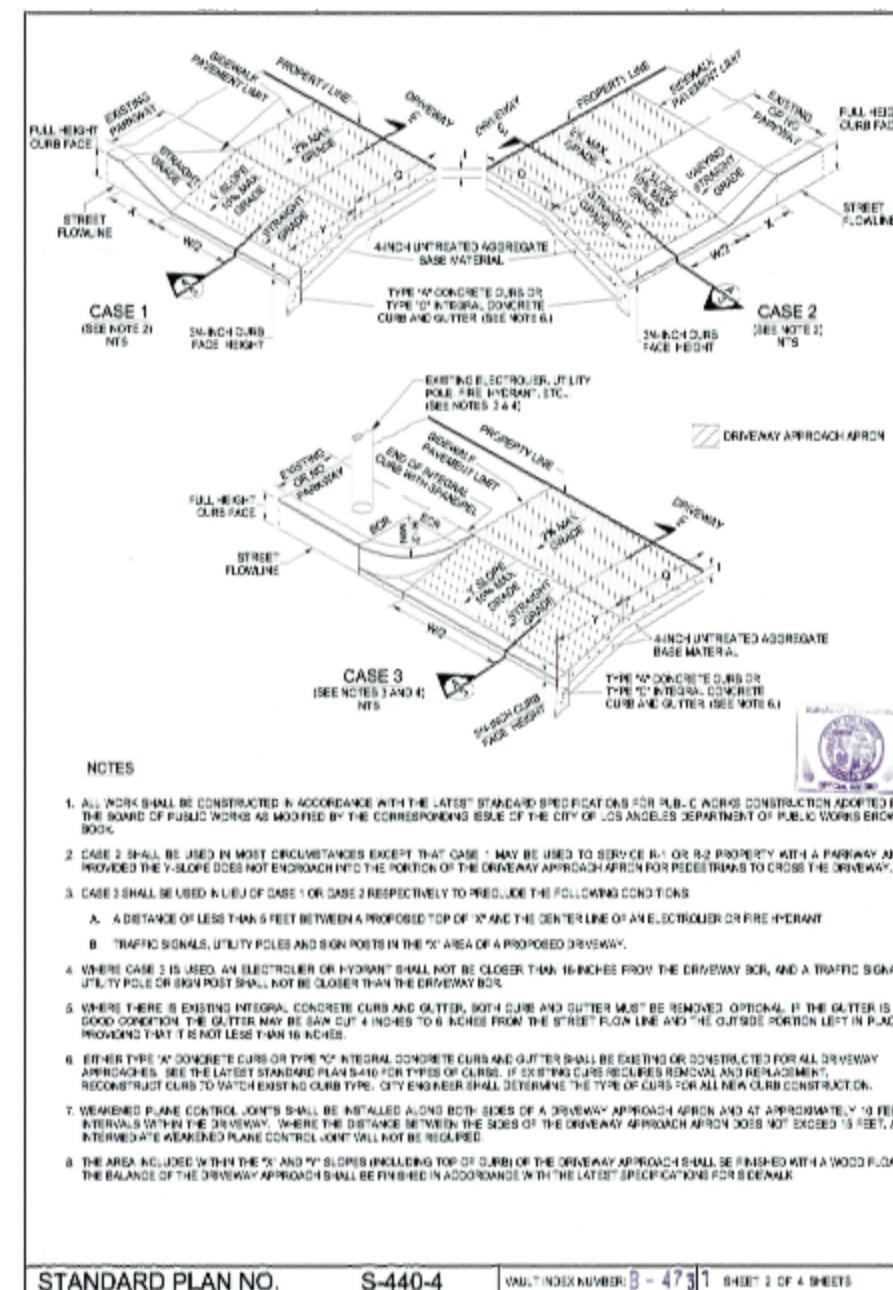 SIDEWALK
PAVEMENT LIMIT
PROPERTY LINE
EXISTING
PARKWAY
FULL HEIGHT
CURB FACE
DRIVEWAY
2% MAX
GRADE
STRAIGHT
GRADE
Y SLOPE
10% MAX
GRADE
STRAIGHT
GRADE
Q
Y
X
W/2
STREET
FLOWLINE
CASE 1
(SEE NOTE 2)
NTS
3/4-INCH CURB
FACE HEIGHT
4-INCH UNTREATED AGGREGATE
BASE MATERIAL
TYPE "A" CONCRETE CURB OR
TYPE "C" INTEGRAL CONCRETE
CURB AND GUTTER (SEE NOTE 6.)
DRIVEWAY
PROPERTY LINE
SIDEWALK
PAVEMENT LIMIT
EXISTING
OR NO
PARKWAY
CURB FAC
MAX
GRADE
Y SLOPE
10% MAX
GRADE
VARYING
STRAIGHT
GRADE
STRAIGHT
GRADE
Q
Y
X
W/2
STREET
FLOWLINE
3/4-INCH CURB
FACE HEIGHT
CASE 2
(SEE NOTE 2)
NTS
EXISTING ELECTROLIER, UTILITY
POLE, FIRE HYDRANT, ETC.
(SEE NOTES 3 & 4)
DRIVEWAY APPROACH APRON
PROPERTY LINE
SIDEWALK
PAVEMENT LIMIT
END OF INTEGRAL
CURB WITH SPANDREL
EXISTING
OR NO
PARKWAY
FULL HEIGHT
CURB FACE
BCR
ECR
MIN
STREET
FLOWLINE
DRIVEWAY
2% MAX
GRADE
Y SLOPE
10% MAX
GRADE
STRAIGHT
GRADE
Q
Y
W/2
4-INCH UNTREATED AGGREGATE
BASE MATERIAL
CASE 3
(SEE NOTES 3 AND 4)
NTS
3/4-INCH CURB
FACE HEIGHT
TYPE "A" CONCRETE CURB OR
TYPE "C" INTEGRAL CONCRETE
CURB AND GUTTER (SEE NOTE 6.)
NOTES
1. ALL WORK SHALL BE CONSTRUCTED IN ACCORDANCE WITH THE LATEST STANDARD SPECIFICATIONS FOR PUBLIC WORKS CONSTRUCTION ADOPTED
THE BOARD OF PUBLIC WORKS AS MODIFIED BY THE CORRESPONDING ISSUE OF THE CITY OF LOS ANGELES DEPARTMENT OF PUBLIC WORKS BROW
BOOK.
2. CASE 2 SHALL BE USED IN MOST CIRCUMSTANCES EXCEPT THAT CASE 1 MAY BE USED TO SERVICE R-1 OR R-2 PROPERTY WITH A PARKWAY AN
PROVIDED THE Y-SLOPE DOES NOT ENCROACH INTO THE PORTION OF THE DRIVEWAY APPROACH APRON FOR PEDESTRIANS TO CROSS THE DRIVEWAY.
3. CASE 3 SHALL BE USED IN LIEU OF CASE 1 OR CASE 2 RESPECTIVELY TO PRECLUDE THE FOLLOWING CONDITIONS:
A. A DISTANCE OF LESS THAN 5 FEET BETWEEN A PROPOSED TOP OF "X" AND THE CENTER LINE OF AN ELECTROLIER OR FIRE HYDRANT
B. TRAFFIC SIGNALS, UTILITY POLES AND SIGN POSTS IN THE "X" AREA OF A PROPOSED DRIVEWAY.
4. WHERE CASE 3 IS USED, AN ELECTROLIER OR HYDRANT SHALL NOT BE CLOSER THAN 18-INCHES FROM THE DRIVEWAY BCR, AND A TRAFFIC SIGNA
UTILITY POLE OR SIGN POST SHALL NOT BE CLOSER THAN THE DRIVEWAY BCR.
5. WHERE THERE IS EXISTING INTEGRAL CONCRETE CURB AND GUTTER, BOTH CURB AND GUTTER MUST BE REMOVED. OPTIONAL, IF THE GUTTER IS
GOOD CONDITION, THE GUTTER MAY BE SAW CUT 4 INCHES TO 6 INCHES FROM THE STREET FLOW LINE AND THE OUTSIDE PORTION LEFT IN PLAC
PROVIDING THAT IT IS NOT LESS THAN 18 INCHES.
6. EITHER TYPE "A" CONCRETE CURB OR TYPE "C" INTEGRAL CONCRETE CURB AND GUTTER SHALL BE EXISTING OR CONSTRUCTED FOR ALL DRIVEWAY
APPROACHES. SEE THE LATEST STANDARD PLAN S-410 FOR TYPES OF CURBS. IF EXISTING CURB REQUIRES REMOVAL AND REPLACEMENT,
RECONSTRUCT CURB TO MATCH EXISTING CURB TYPE. CITY ENGINEER SHALL DETERMINE THE TYPE OF CURB FOR ALL NEW CURB CONSTRUCTION.
7. WEAKENED PLANE CONTROL JOINTS SHALL BE INSTALLED ALONG BOTH SIDES OF A DRIVEWAY APPROACH APRON AND AT APPROXIMATELY 10 FEE
INTERVALS WITHIN THE DRIVEWAY. WHERE THE DISTANCE BETWEEN THE SIDES OF THE DRIVEWAY APPROACH APRON DOES NOT EXCEED 15 FEET, A
INTERMEDIATE WEAKENED PLANE CONTROL JOINT WILL NOT BE REQUIRED.
8. THE AREA INCLUDED WITHIN THE "X" AND "Y" SLOPES (INCLUDING TOP OF CURB) OF THE DRIVEWAY APPROACH SHALL BE FINISHED WITH A WOOD FLOA
THE BALANCE OF THE DRIVEWAY APPROACH SHALL BE FINISHED IN ACCORDANCE WITH THE LATEST SPECIFICATIONS FOR SIDEWALK
STANDARD PLAN NO. S-440-4 VAULT INDEX NUMBER: B - 4731 SHEET 2 OF 4 SHEETS